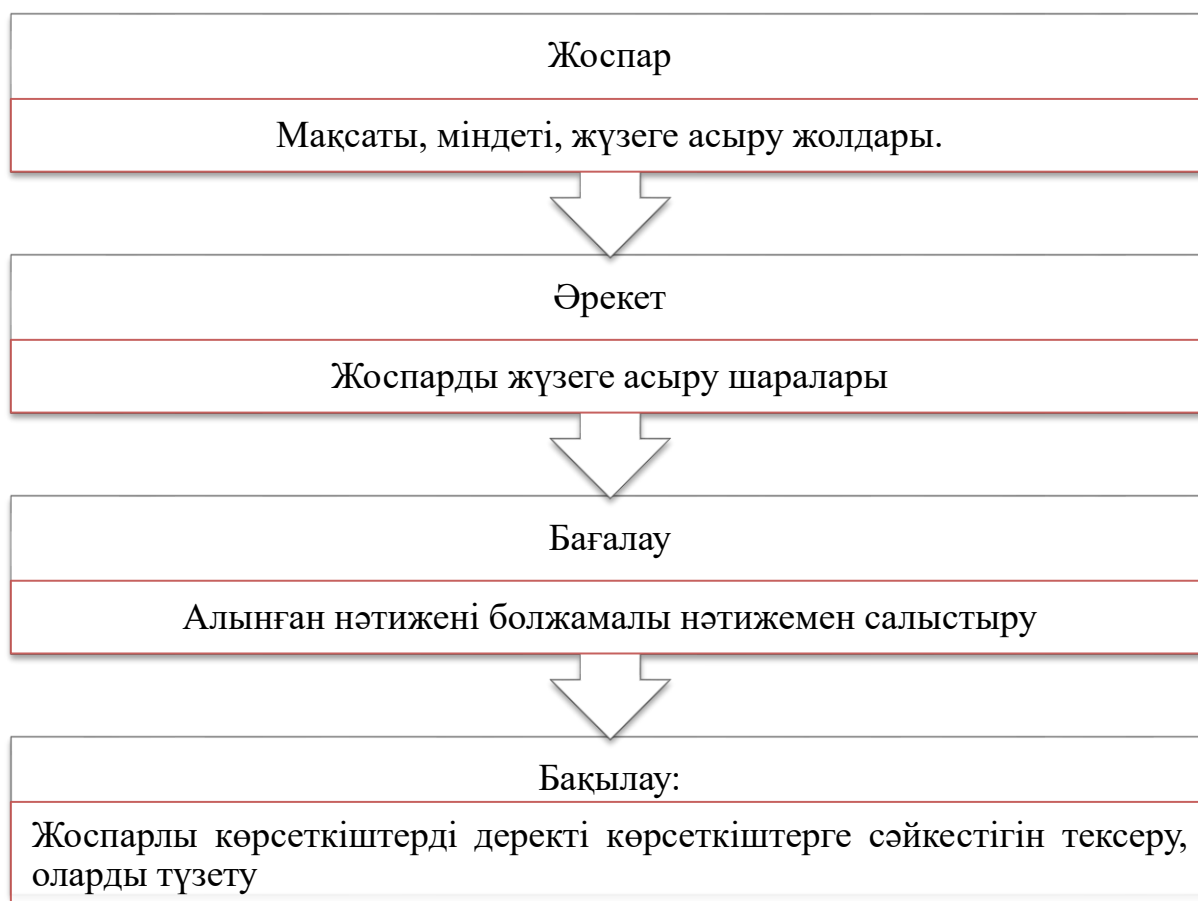 Жоспар
Мақсаты, міндеті, жүзеге асыру жолдары.
Әрекет
Жоспарды жүзеге асыру шаралары
Бағалау
Алынған нәтижені болжамалы нәтижемен салыстыру
Бақылау:
Жоспарлы көрсеткіштерді деректі көрсеткіштерге сәйкестігін тексеру,
оларды түзету